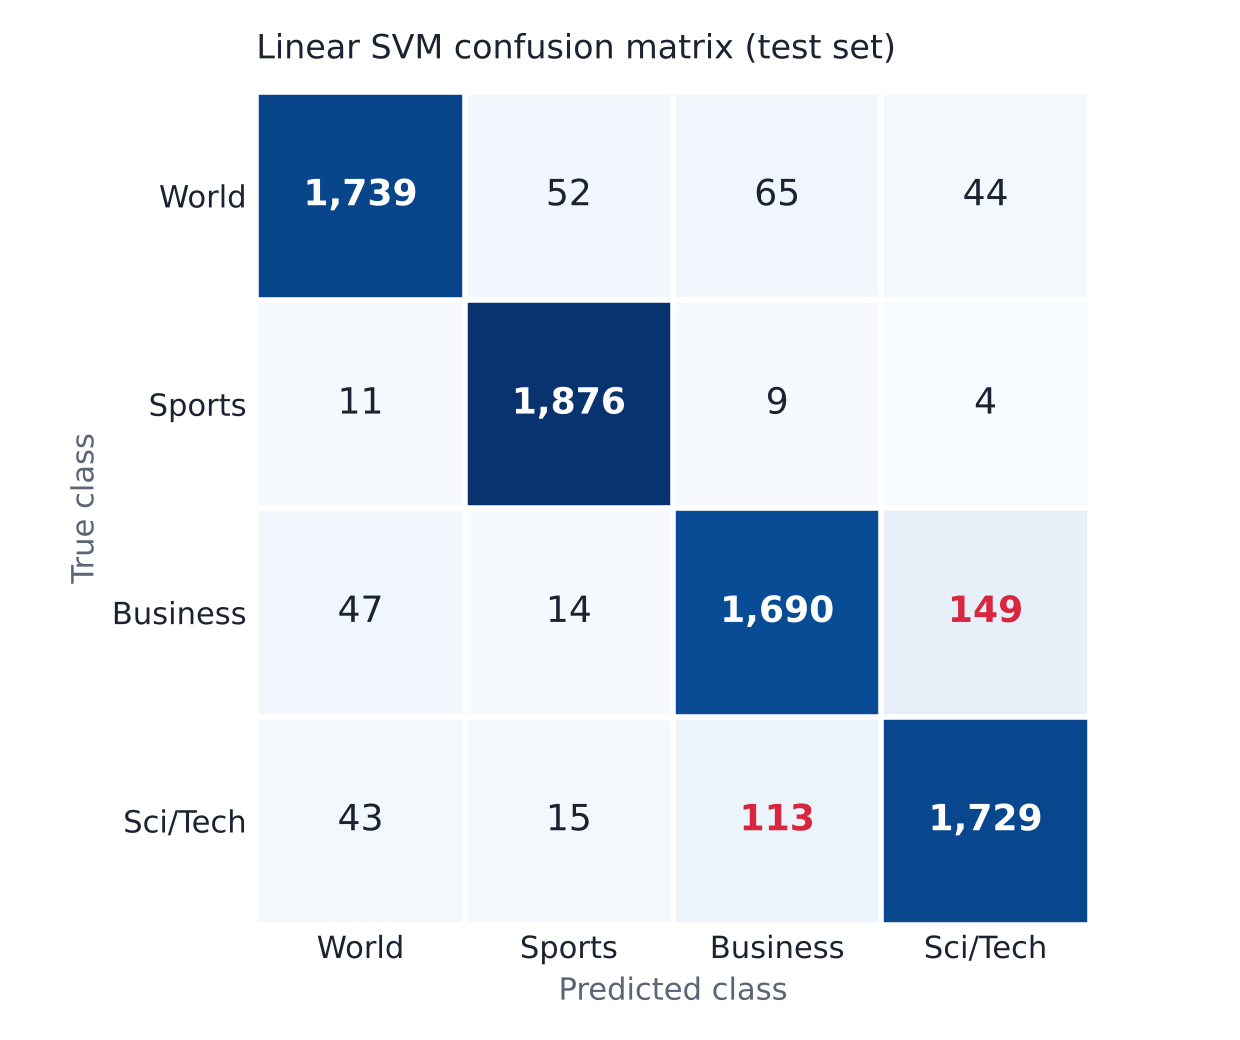 Linear SVM confusion matrix (test set)
World 1,739 52 65 44
Sports 11 1,876 9 4
Business 47 14 1,690 149
Sci/Tech 43 15 113 1,729
True class
World Sports Business Sci/Tech
Predicted class